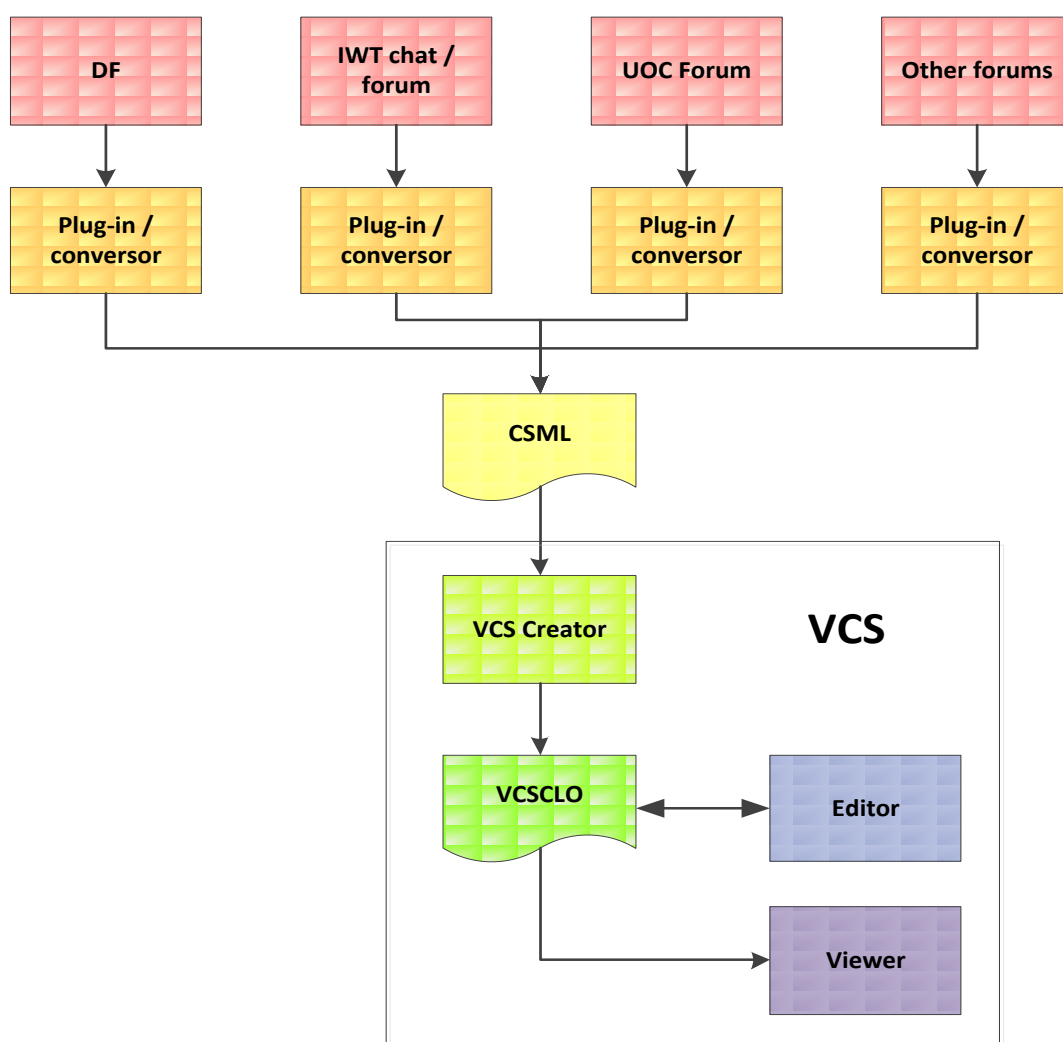 DF
IWT chat /
forum
UOC Forum
Other forums
Plug-in /
conversor
Plug-in /
conversor
Plug-in /
conversor
Plug-in /
conversor
CSML
VCS Creator
VCS
VCSCLO
Editor
Viewer